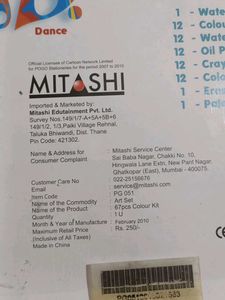 Dance
1 - Water
12 - Colou
12 - Water
12 - Oil P
12 - Cray
12 - Colo
1 - Eras
1 - Pale
Official Licensee of Cartoon Network Limited
for POGO Stationeries for the period 2007 to 2010
MITASHI
Imported & Marketed by:
Mitashi Edutainment Pvt. Ltd.
Survey Nos.149/1/7-A+5A+5B+6
149/1/2, 1/3,Palki Village Rehnal,
Taluka Bhiwandi, Dist. Thane
Pin Code: 421302.
Name & Address for : Mitashi Service Center
Consumer Complaint Sai Baba Nagar, Chakki No. 10,
Hingwala Lane Extn, New Pant Nagar,
Ghatkopar (East), Mumbai - 400075.
Customer Care No : 022-25156676
Email : service@mitashi.com
Item Code : PG 051
Name of the Commodity : Art Set
Name of the Product : 67pcs Colour Kit
Quantity : 1 U
Month & Year of Manufacture : February 2010
Maximum Retail Price : Rs. 250/-
(Inclusive of All Taxes)
Made in China